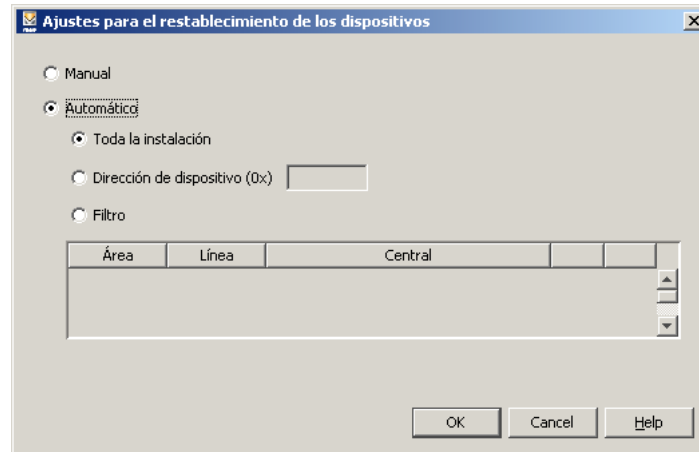 Ajustes para el restablecimiento de los dispositivos
Manual
Automático
Toda la instalación
Dirección de dispositivo (0x)
Filtro
Área Línea Central
OK Cancel Help